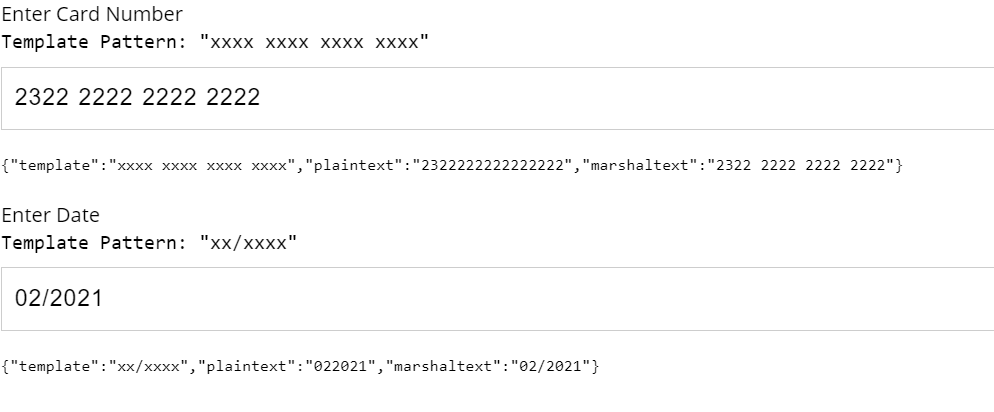 Enter Card Number
Template Pattern: "xxxx xxxx xxxx xxxx"
2322 2222 2222 2222
{"template":"xxxx xxxx xxxx xxxx","plaintext":"2322222222222222","marshaltext":"2322 2222 2222 2222"}
Enter Date
Template Pattern: "xx/xxxx"
02/2021
{"template":"xx/xxxx","plaintext":"022021","marshaltext":"02/2021"}